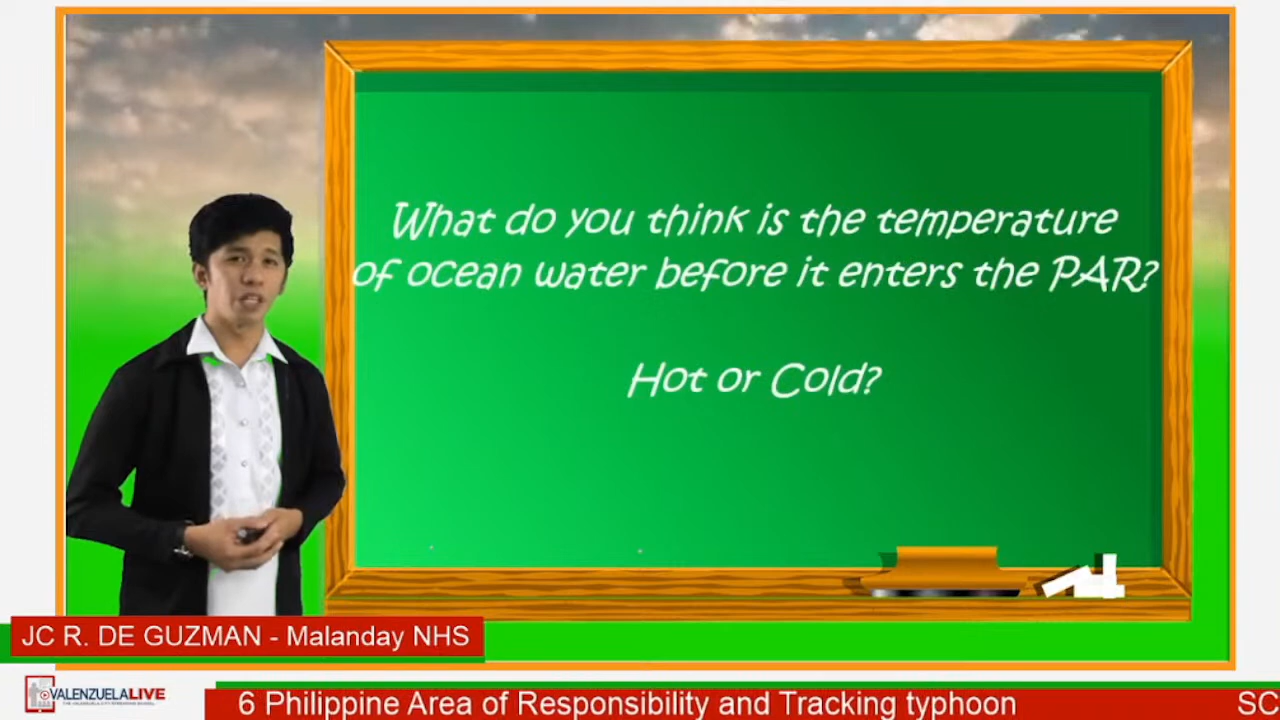 What do you think is the temperature
of ocean water before it enters the PAR?
Hot or Cold?
JC R. DE GUZMAN - Malanday NHS
VALENZUELALIVE
6 Philippine Area of Responsibility and Tracking typhoon
SC